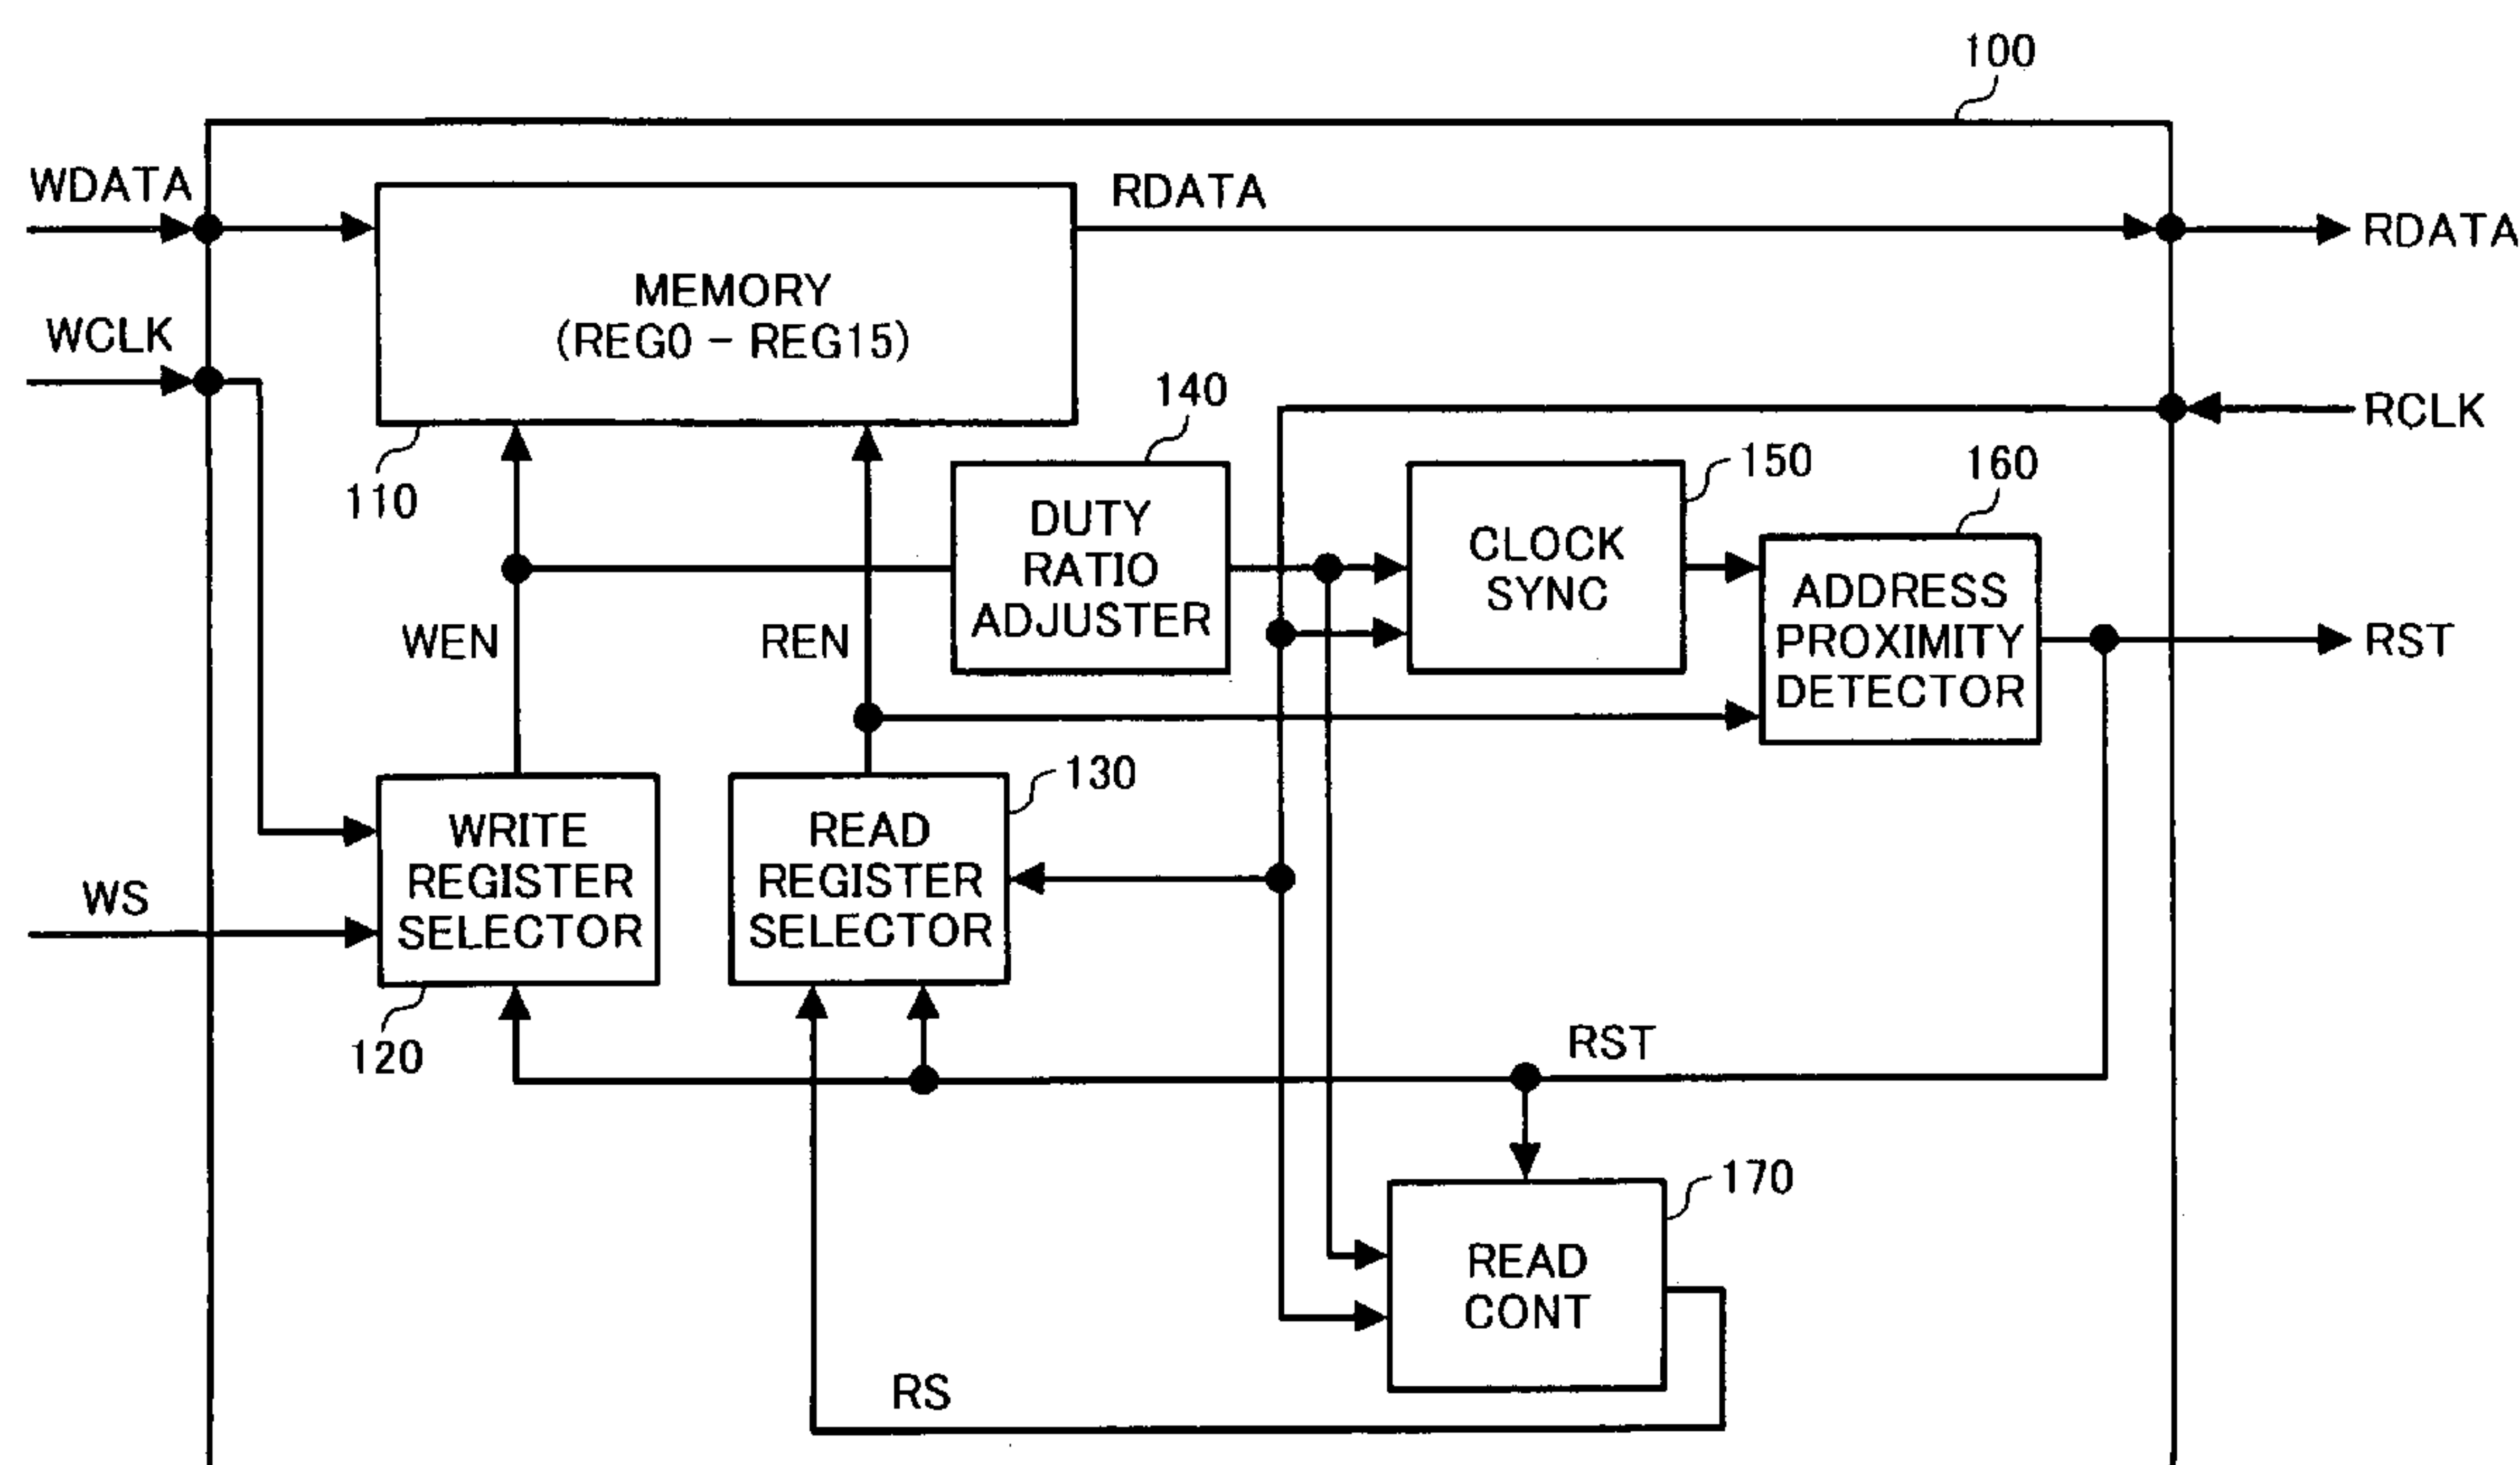 100
WDATA
RDATA
RDATA
MEMORY
(REG0 - REG15)
WCLK
140
RCLK
110
150
160
DUTY
RATIO
ADJUSTER
CLOCK
SYNC
ADDRESS
PROXIMITY
DETECTOR
WEN
REN
RST
130
WRITE
REGISTER
SELECTOR
READ
REGISTER
SELECTOR
WS
120
RST
170
READ
CONT
RS